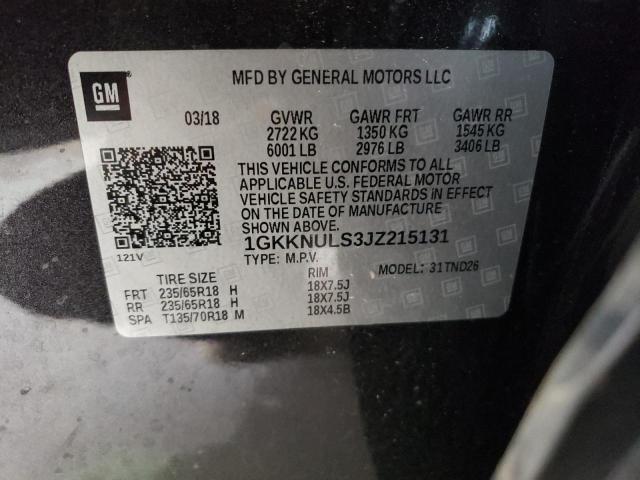 GM
MFD BY GENERAL MOTORS LLC
03/18 GVWR GAWR FRT GAWR RR
2722 KG 1350 KG 1545 KG
6001 LB 2976 LB 3406 LB
THIS VEHICLE CONFORMS TO ALL
APPLICABLE U.S. FEDERAL MOTOR
VEHICLE SAFETY STANDARDS IN EFFECT
ON THE DATE OF MANUFACTURE
SHOWN ABOVE.
1GKKNULS3JZ215131
121V
TYPE: M.P.V. MODEL: 31TND26
TIRE SIZE RIM
FRT 235/65R18 H 18X7.5J
RR 235/65R18 H 18X7.5J
SPA T135/70R18 M 18X4.5B